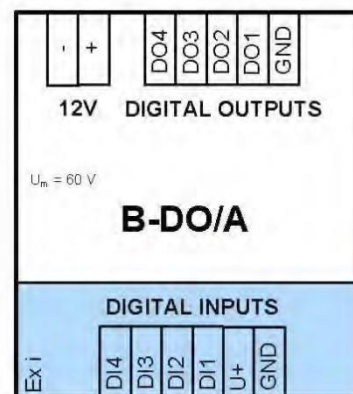 - + DO4 DO3 DO2 DO1 GND
12V DIGITAL OUTPUTS
Um = 60 V
B-DO/A
DIGITAL INPUTS
Ex i DI4 DI3 DI2 DI1 U+ GND